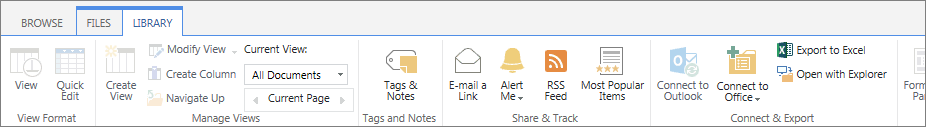 BROWSE FILES LIBRARY
View
Quick Edit
View Format
Create View
Modify View
Create Column
Navigate Up
Current View:
All Documents
Current Page
Manage Views
Tags & Notes
Tags and Notes
E-mail a Link
Alert Me
RSS Feed
Most Popular Items
Share & Track
Connect to Outlook
Connect to Office
Export to Excel
Open with Explorer
Connect & Export